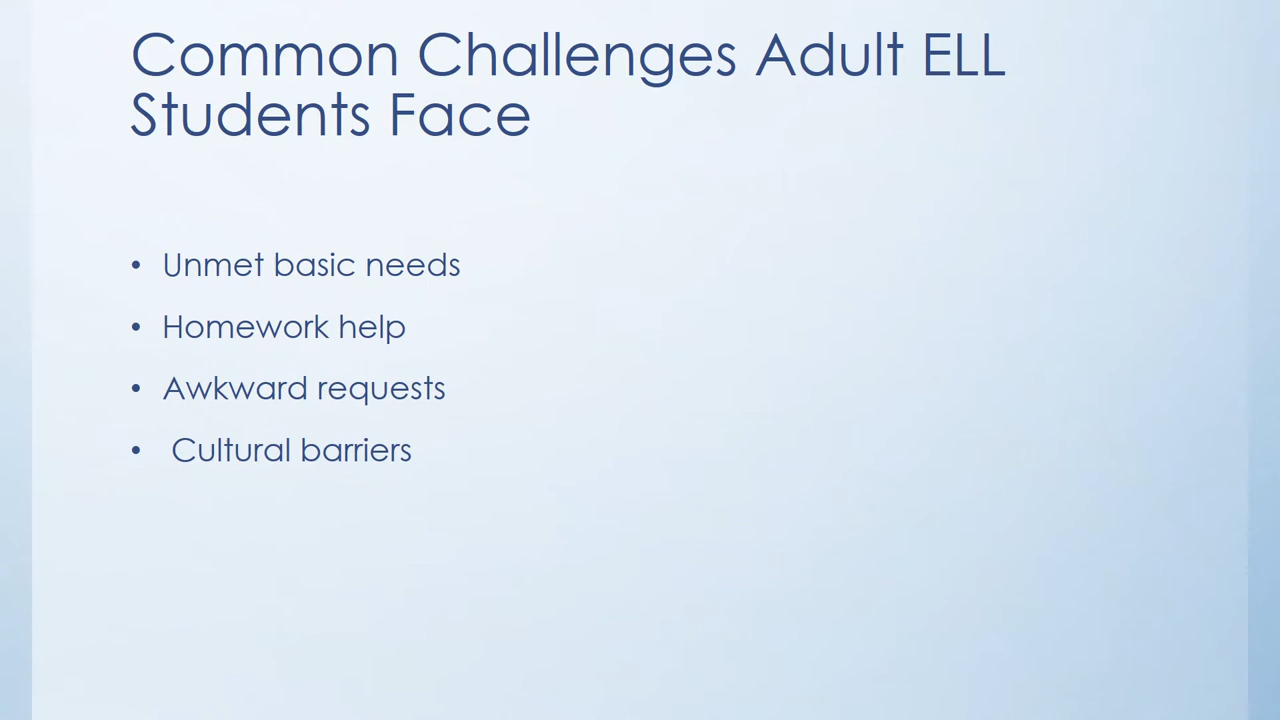 Common Challenges Adult ELL
Students Face
• Unmet basic needs
• Homework help
• Awkward requests
• Cultural barriers